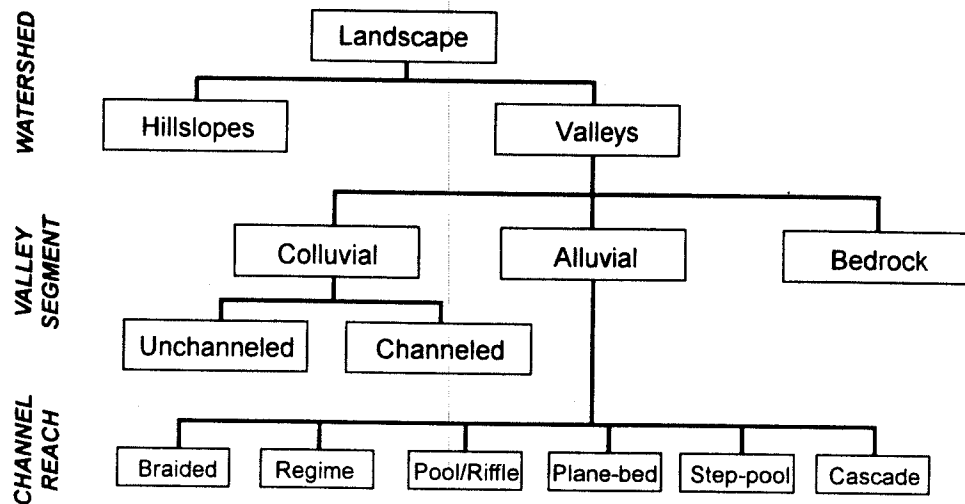 WATERSHED
Landscape
Hillslopes
Valleys
VALLEY
SEGMENT
Colluvial
Alluvial
Bedrock
Unchanneled
Channeled
CHANNEL
REACH
Braided
Regime
Pool/Riffle
Plane-bed
Step-pool
Cascade